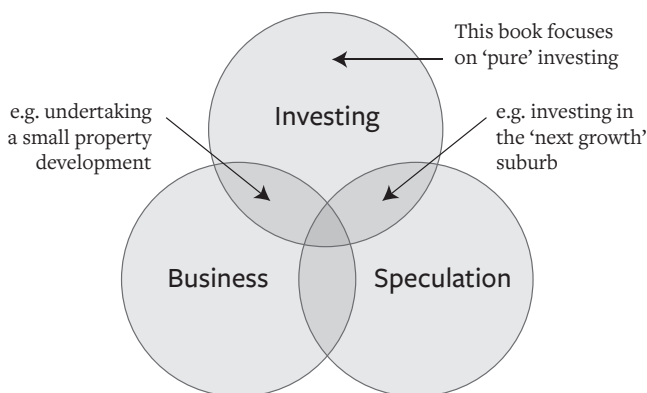 This book focuses
on ‘pure’ investing
e.g. undertaking
a small property
development
Investing
e.g. investing in
the ‘next growth’
suburb
Business
Speculation